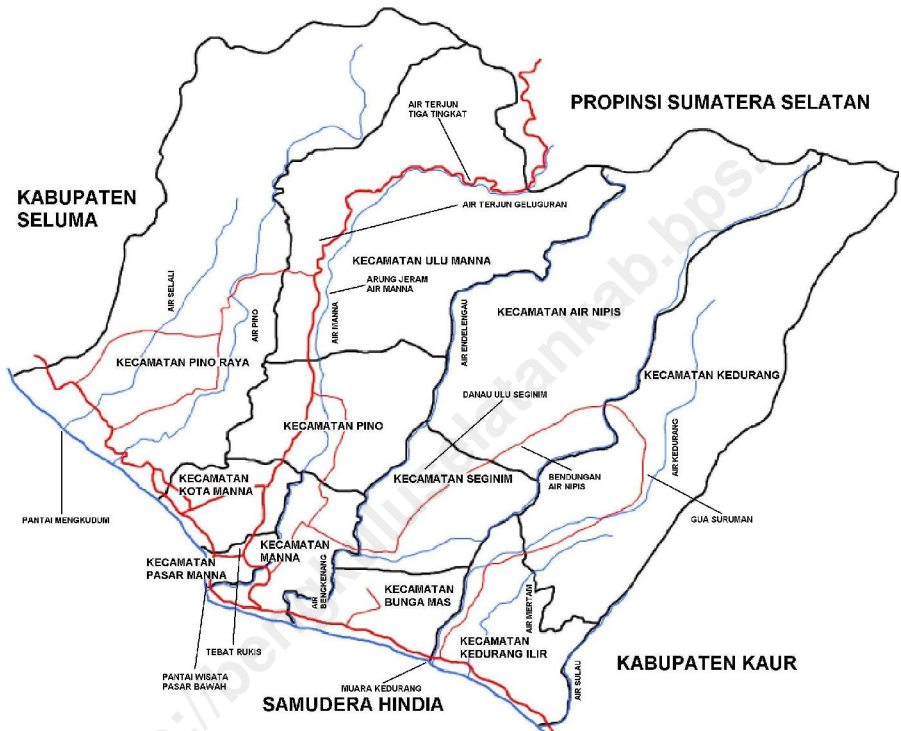 AIR TERJUN
TIGA TINGKAT
PROPINSI SUMATERA SELATAN
KABUPATEN
SELUMA
AIR TERJUN GELUGURAN
KECAMATAN ULU MANNA
ARUNG JERAM
AIR MANNA
AIR SELALI
AIR PINO
AIR MANNA
AIR ENDELENGAU
KECAMATAN AIR NIPIS
KECAMATAN PINO RAYA
KECAMATAN KEDURANG
DANAU ULU SEGINIM
KECAMATAN PINO
AIR KEDURANG
KECAMATAN
KOTA MANNA
KECAMATAN SEGINIM
BENDUNGAN
AIR NIPIS
PANTAI MENGKUDUM
GUA SURUMAN
KECAMATAN
PASAR MANNA
KECAMATAN
MANNA
AIR
BENGKENANG
KECAMATAN
BUNGA MAS
AIR MERTAM
TEBAT RUKIS
KECAMATAN
KEDURANG ILIR
PANTAI WISATA
PASAR BAWAH
MUARA KEDURANG
AIR SULAU
KABUPATEN KAUR
SAMUDERA HINDIA
://bengkuluselatankab.bps.